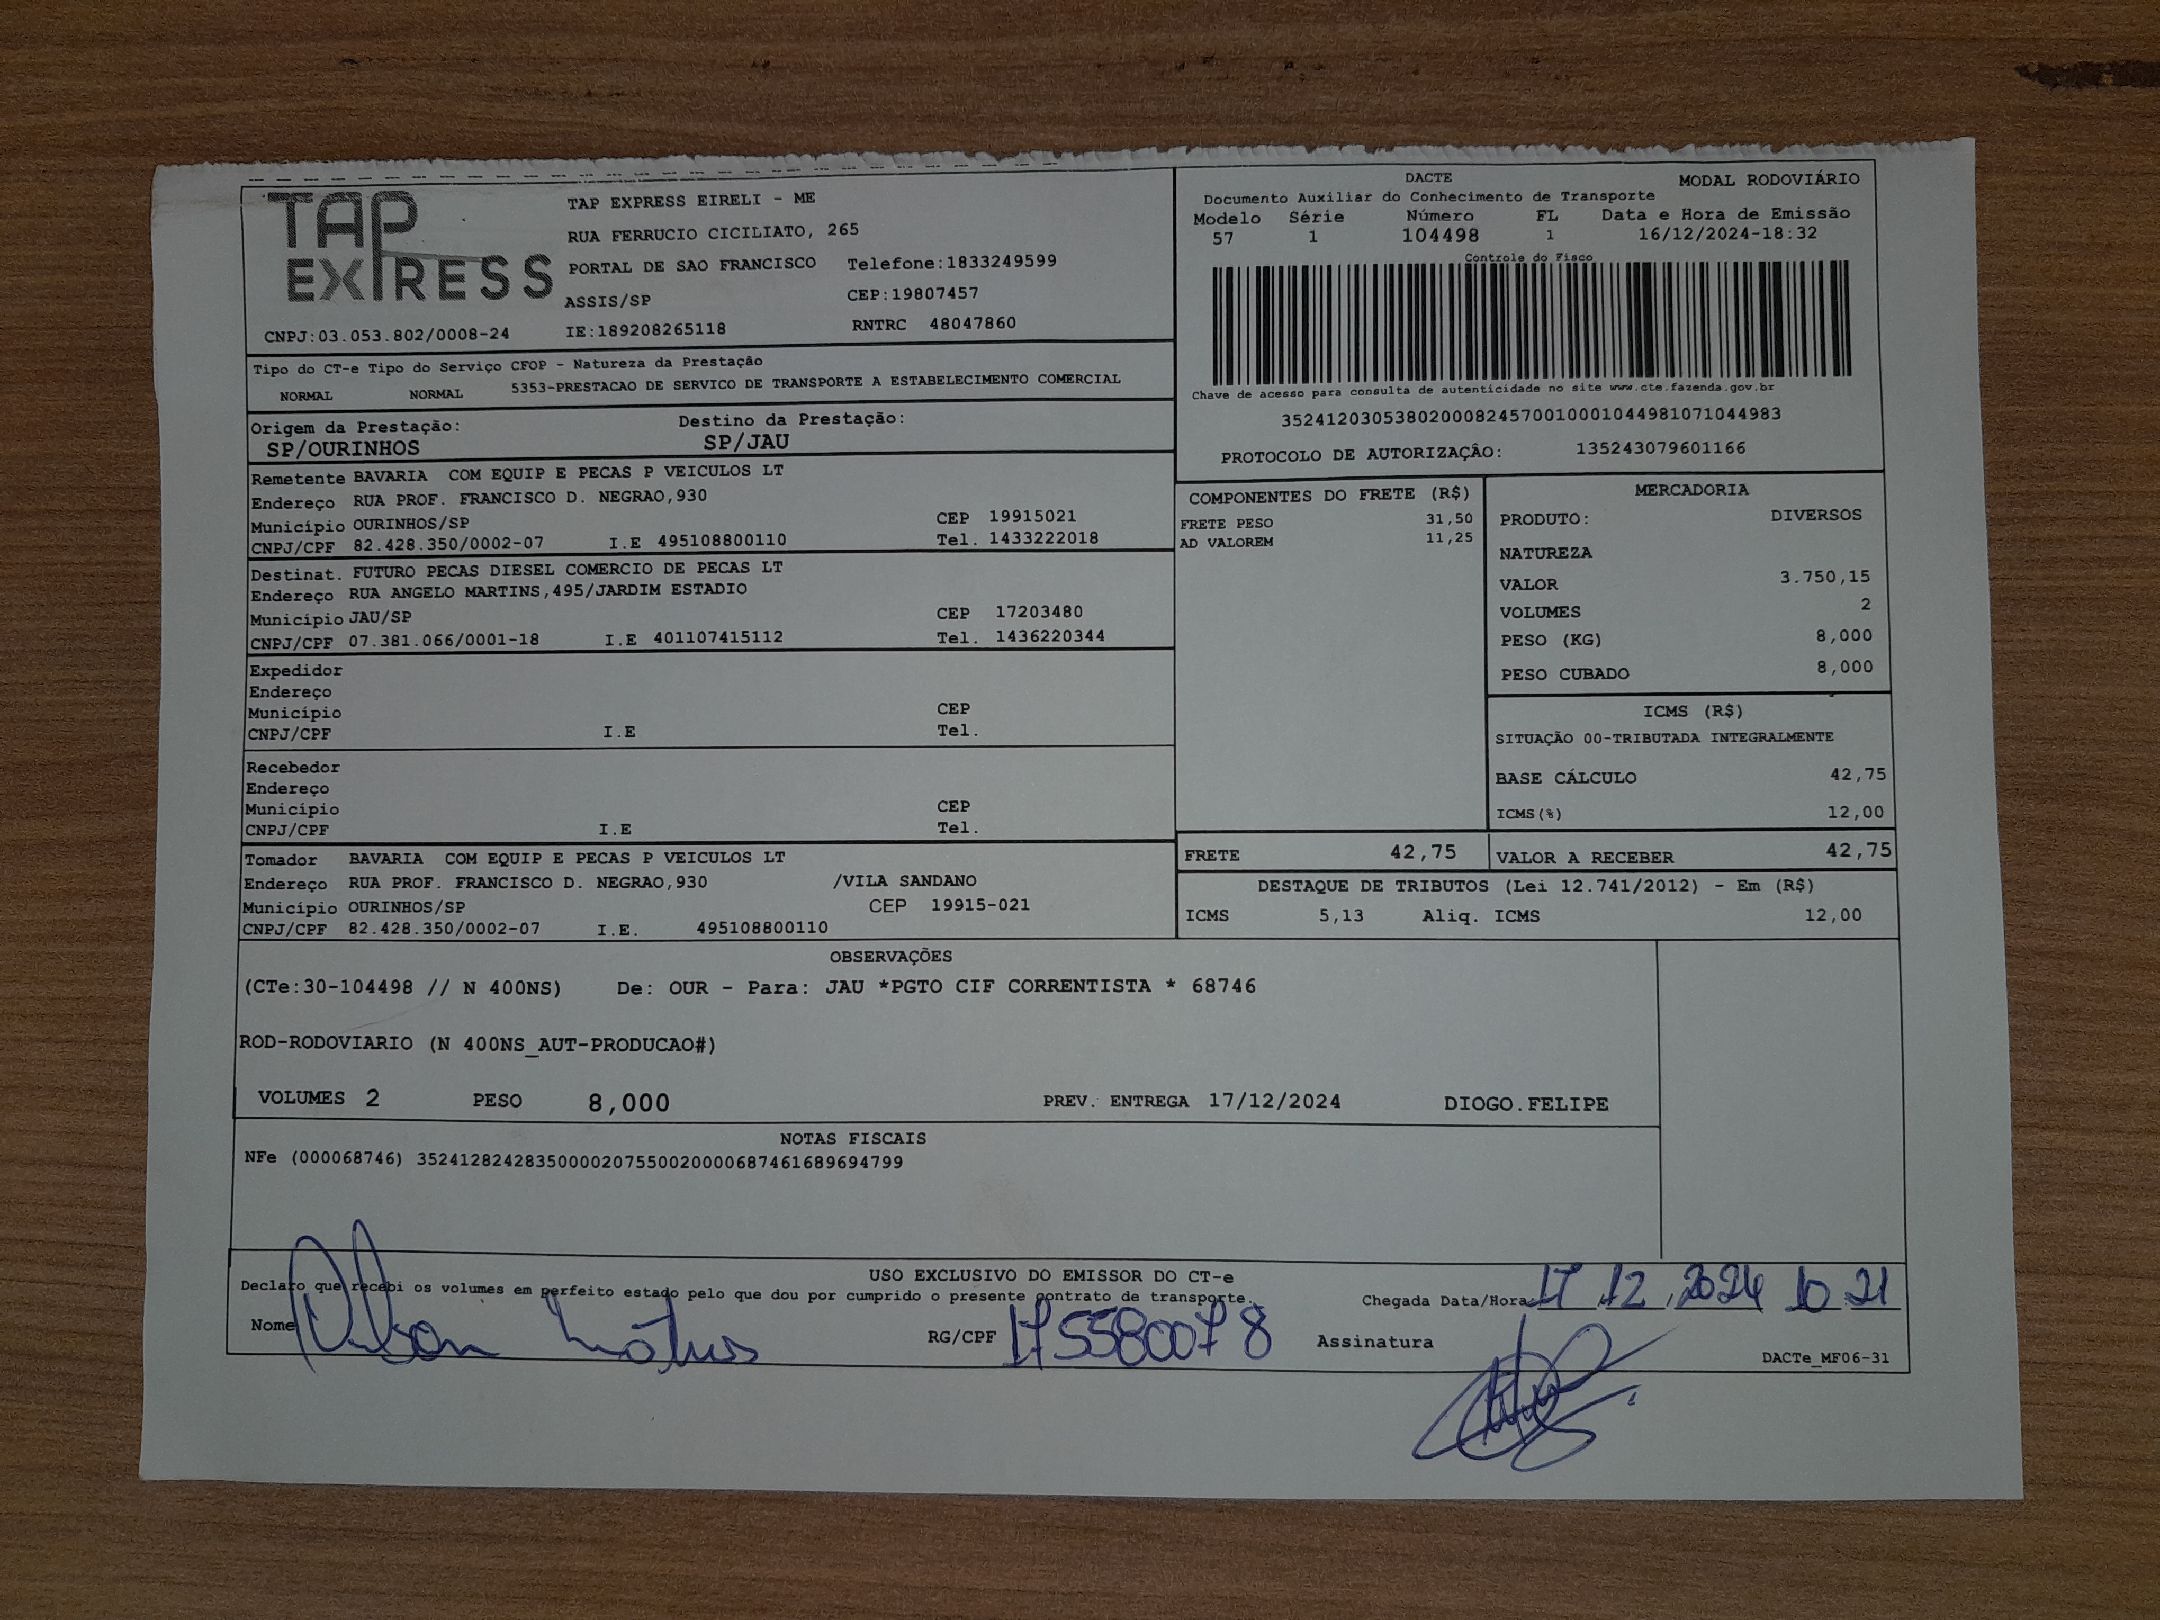 TAP EXPRESS
TAP EXPRESS EIRELI - ME
RUA FERRUCIO CICILIATO, 265
PORTAL DE SAO FRANCISCO Telefone:1833249599
ASSIS/SP CEP:19807457
CNPJ:03.053.802/0008-24 IE:189208265118 RNTRC 48047860
DACTE MODAL RODOVIÁRIO
Documento Auxiliar do Conhecimento de Transporte
Modelo Série Número FL Data e Hora de Emissão
57 1 104498 1 16/12/2024-18:32
Controle do Fisco
Chave de acesso para consulta de autenticidade no site www.cte.fazenda.gov.br
35241203053802000824570010001044981071044983
PROTOCOLO DE AUTORIZAÇÂO: 135243079601166
Tipo do CT-e Tipo do Serviço CFOP - Natureza da Prestação
NORMAL NORMAL 5353-PRESTACAO DE SERVICO DE TRANSPORTE A ESTABELECIMENTO COMERCIAL
Origem da Prestação: Destino da Prestação:
SP/OURINHOS SP/JAU
Remetente BAVARIA COM EQUIP E PECAS P VEICULOS LT
Endereço RUA PROF. FRANCISCO D. NEGRAO,930
Município OURINHOS/SP CEP 19915021
CNPJ/CPF 82.428.350/0002-07 I.E 495108800110 Tel. 1433222018
Destinat. FUTURO PECAS DIESEL COMERCIO DE PECAS LT
Endereço RUA ANGELO MARTINS,495/JARDIM ESTADIO
Município JAU/SP CEP 17203480
CNPJ/CPF 07.381.066/0001-18 I.E 401107415112 Tel. 1436220344
Expedidor
Endereço
Município CEP
CNPJ/CPF I.E Tel.
Recebedor
Endereço
Município CEP
CNPJ/CPF I.E Tel.
Tomador BAVARIA COM EQUIP E PECAS P VEICULOS LT
Endereço RUA PROF. FRANCISCO D. NEGRAO,930 /VILA SANDANO
Município OURINHOS/SP CEP 19915-021
CNPJ/CPF 82.428.350/0002-07 I.E. 495108800110
COMPONENTES DO FRETE (R$)
FRETE PESO 31,50
AD VALOREM 11,25
MERCADORIA
PRODUTO: DIVERSOS
NATUREZA
VALOR 3.750,15
VOLUMES 2
PESO (KG) 8,000
PESO CUBADO 8,000
ICMS (R$)
SITUAÇÃO 00-TRIBUTADA INTEGRALMENTE
BASE CÁLCULO 42,75
ICMS(%) 12,00
FRETE 42,75 VALOR A RECEBER 42,75
DESTAQUE DE TRIBUTOS (Lei 12.741/2012) - Em (R$)
ICMS 5,13 Aliq. ICMS 12,00
OBSERVAÇÕES
(CTe:30-104498 // N 400NS) De: OUR - Para: JAU *PGTO CIF CORRENTISTA * 68746
ROD-RODOVIARIO (N 400NS_AUT-PRODUCAO#)
VOLUMES 2 PESO 8,000 PREV. ENTREGA 17/12/2024 DIOGO.FELIPE
NOTAS FISCAIS
NFe (000068746) 35241282428350000207550020000687461689694799
USO EXCLUSIVO DO EMISSOR DO CT-e
Declaro que recebi os volumes em perfeito estado pelo que dou por cumprido o presente contrato de transporte.
Chegada Data/Hora 17 12 2024 10 21
Nome RG/CPF 175580078 Assinatura
DACTe_MF06-31